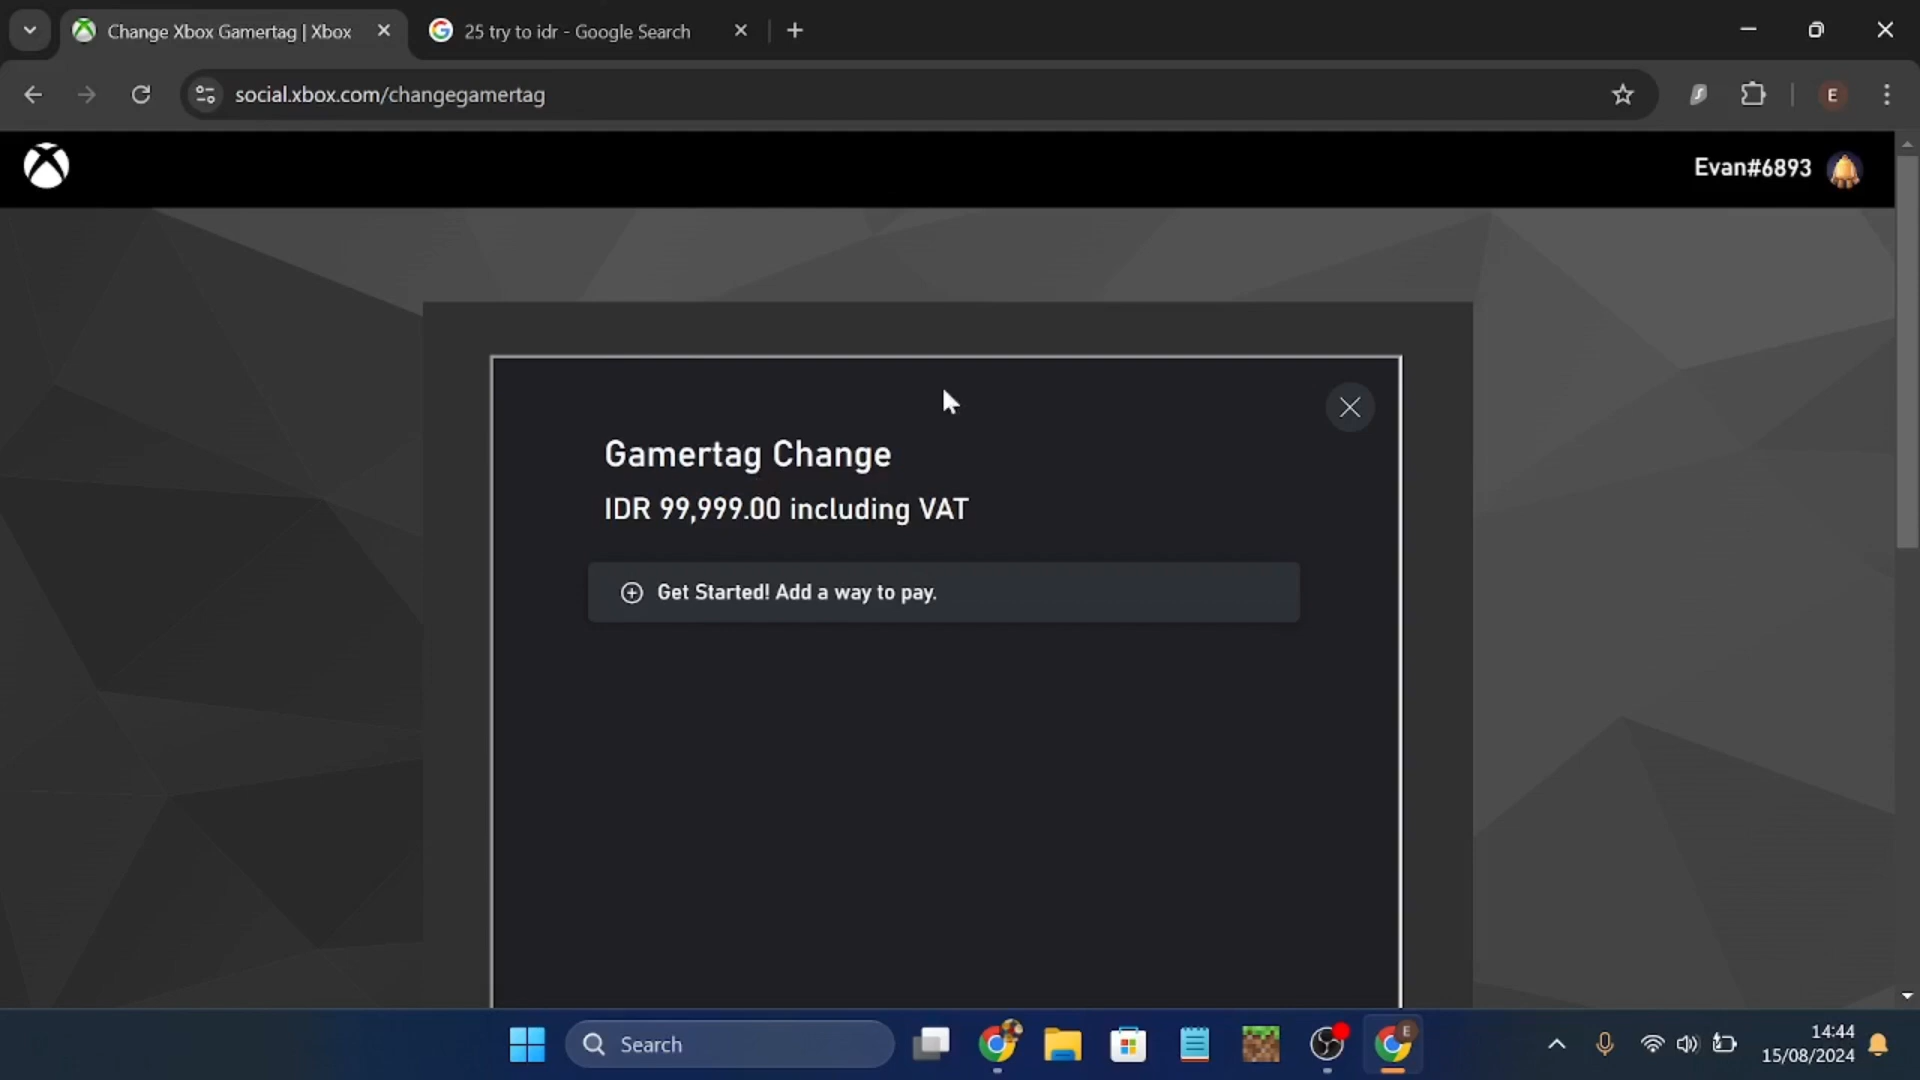 Change Xbox Gamertag | Xbox
25 try to idr - Google Search
social.xbox.com/changegamertag
E
Evan#6893
Gamertag Change
IDR 99,999.00 including VAT
Get Started! Add a way to pay.
Search
E
14:44
15/08/2024